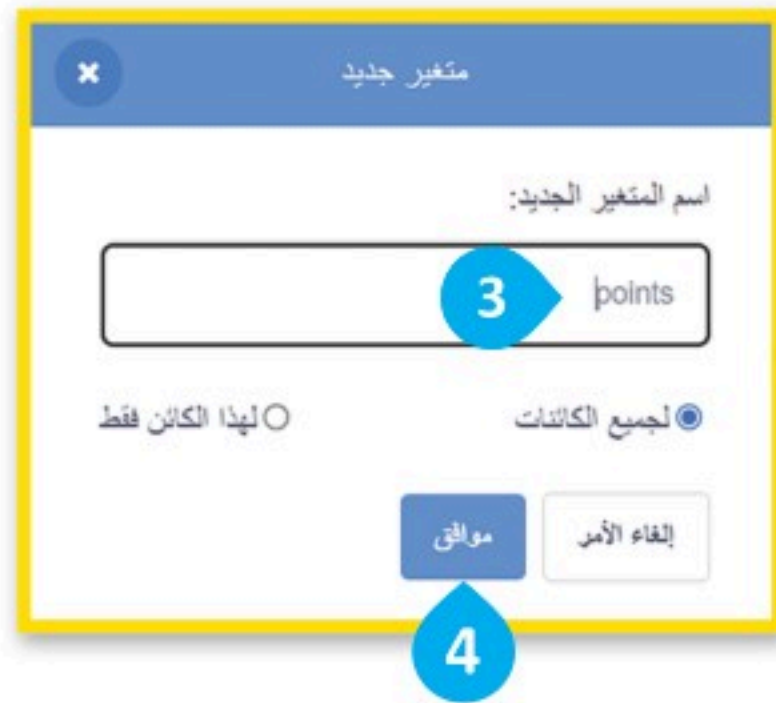 متغير جديد
اسم المتغير الجديد:
points
3
لجميع الكائنات لهذا الكائن فقط
إلغاء الأمر موافق
4